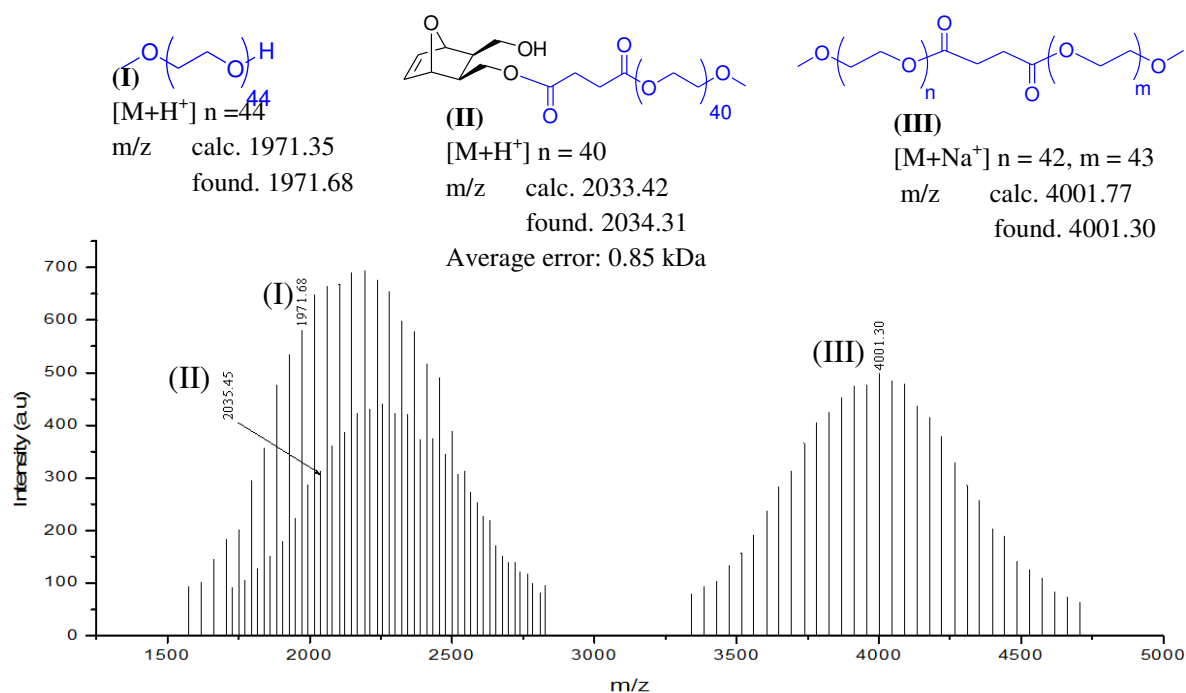 O
O
O
H
44
(I)
[M+H⁺] n =44
m/z calc. 1971.35
found. 1971.68
O
OH
O
O
O
O
O
40
(II)
[M+H⁺] n = 40
m/z calc. 2033.42
found. 2034.31
Average error: 0.85 kDa
O
O
n
O
O
O
m
O
(III)
[M+Na⁺] n = 42, m = 43
m/z calc. 4001.77
found. 4001.30
Intensity (a.u)
700
600
500
400
300
200
100
0
(I)
1971.68
(II)
2035.45
(III)
4001.30
1500 2000 2500 3000 3500 4000 4500 5000
m/z